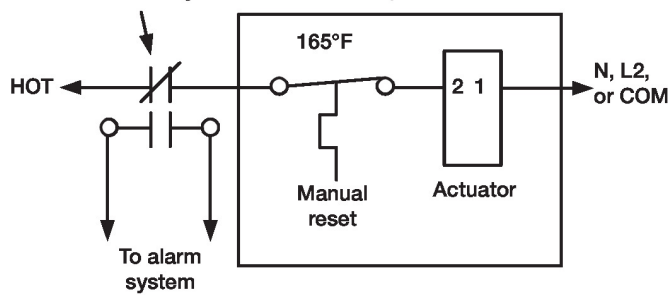 165°F
HOT
2 1
N, L2,
or COM
Manual
reset
Actuator
To alarm
system